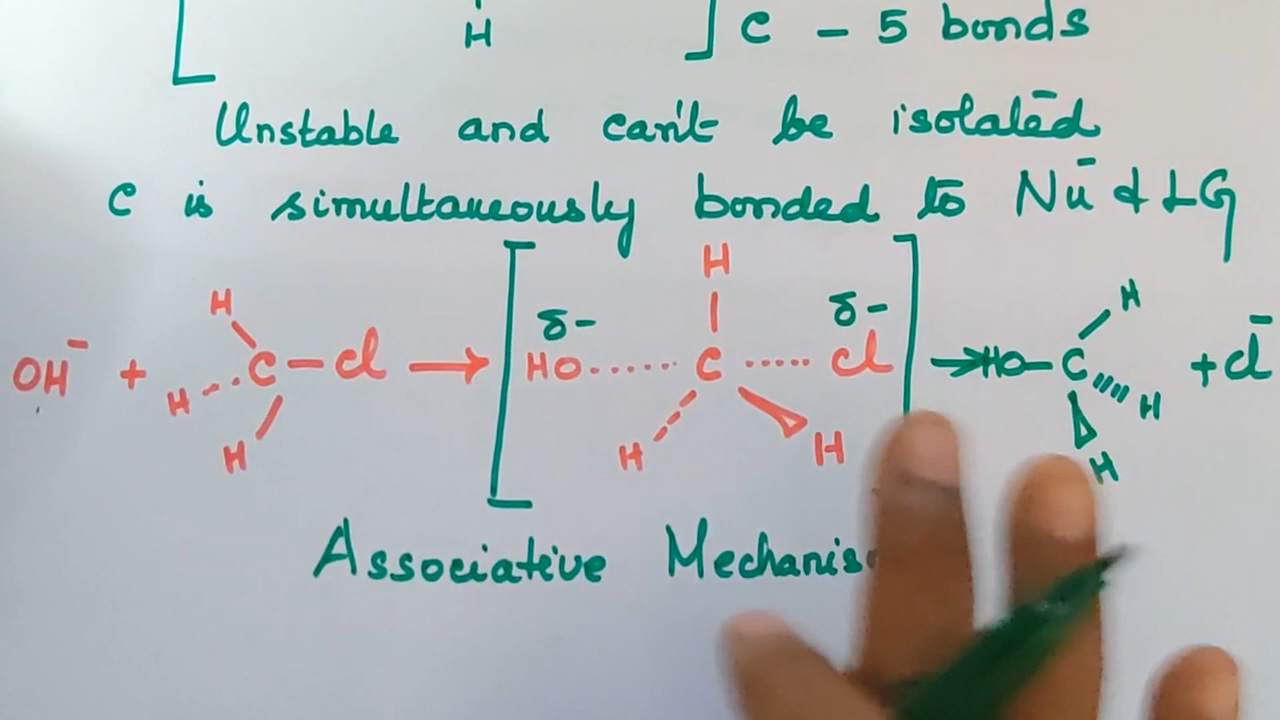 H C – 5 bonds
Unstable and can't be isolated
C is simultaneously bonded to Nu⁻ & LG
H H δ- δ- H
OH⁻ + C – Cl → HO ..... C ..... Cl → HO – C + Cl⁻
H H H
H H H H
Associative